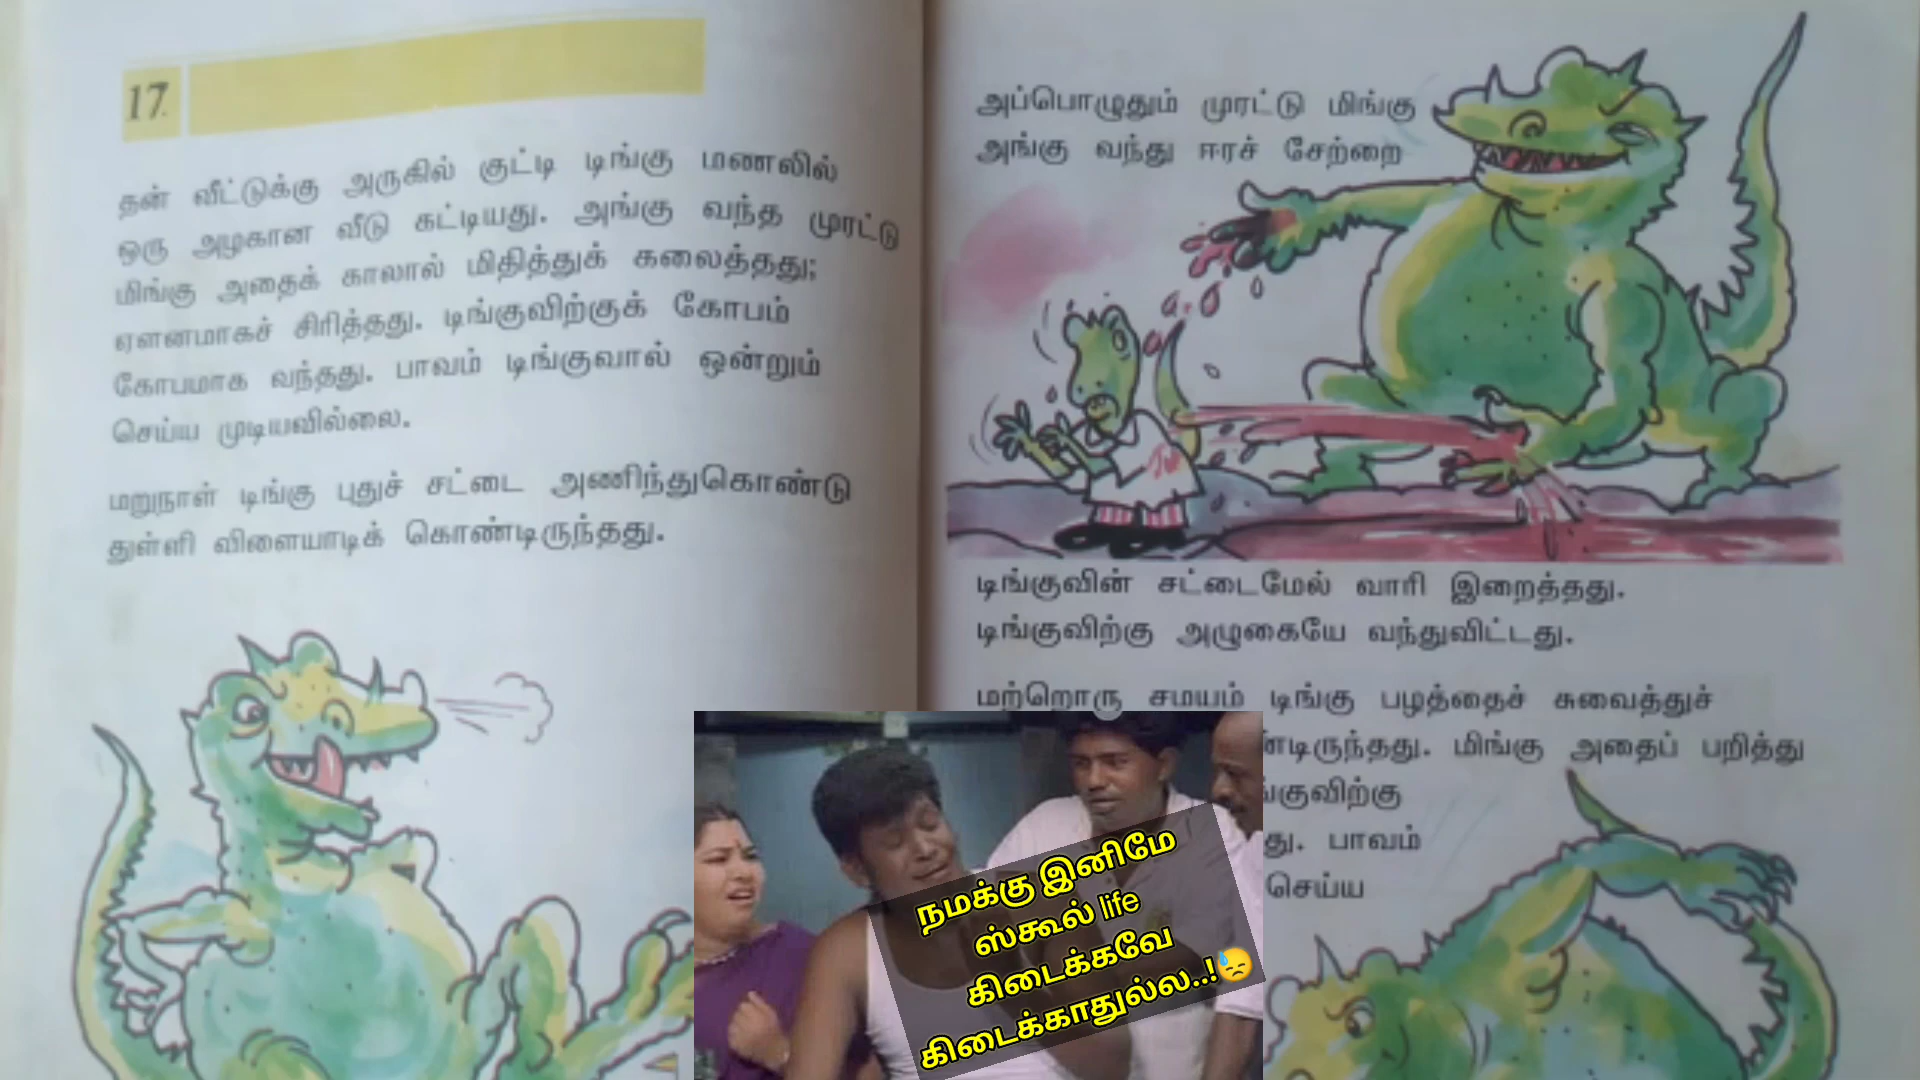 17.
தன் வீட்டுக்கு அருகில் குட்டி டிங்கு மணலில்
ஒரு அழகான வீடு கட்டியது. அங்கு வந்த முரட்டு
மிங்கு அதைக் காலால் மிதித்துக் கலைத்தது;
ஏளனமாகச் சிரித்தது. டிங்குவிற்குக் கோபம்
கோபமாக வந்தது. பாவம் டிங்குவால் ஒன்றும்
செய்ய முடியவில்லை.
மறுநாள் டிங்கு புதுச் சட்டை அணிந்துகொண்டு
துள்ளி விளையாடிக் கொண்டிருந்தது.
அப்பொழுதும் முரட்டு மிங்கு
அங்கு வந்து ஈரச் சேற்றை
டிங்குவின் சட்டைமேல் வாரி இறைத்தது.
டிங்குவிற்கு அழுகையே வந்துவிட்டது.
மற்றொரு சமயம் டிங்கு பழத்தைச் சுவைத்துச்
ண்டிருந்தது. மிங்கு அதைப் பறித்து
ங்குவிற்கு
து. பாவம்
செய்ய
நமக்கு இனிமே
ஸ்கூல் life
கிடைக்கவே
கிடைக்காதுல்ல..!😓